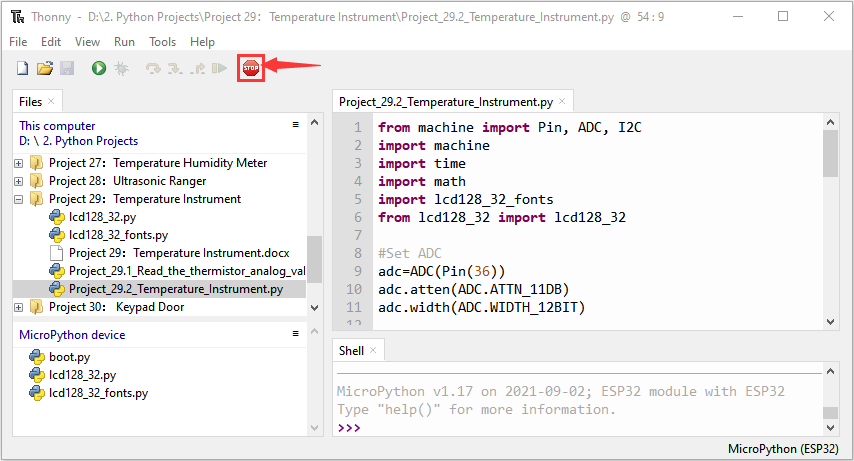 Thonny - D:\2. Python Projects\Project 29：Temperature Instrument\Project_29.2_Temperature_Instrument.py @ 54:9
File Edit View Run Tools Help
STOP
Files
This computer
D: \ 2. Python Projects
Project 27：Temperature Humidity Meter
Project 28：Ultrasonic Ranger
Project 29：Temperature Instrument
lcd128_32.py
lcd128_32_fonts.py
Project 29：Temperature Instrument.docx
Project_29.1_Read_the_thermistor_analog_val
Project_29.2_Temperature_Instrument.py
Project 30：Keypad Door
MicroPython device
boot.py
lcd128_32.py
lcd128_32_fonts.py
Project_29.2_Temperature_Instrument.py
1 from machine import Pin, ADC, I2C
2 import machine
3 import time
4 import math
5 import lcd128_32_fonts
6 from lcd128_32 import lcd128_32
7
8 #Set ADC
9 adc=ADC(Pin(36))
10 adc.atten(ADC.ATTN_11DB)
11 adc.width(ADC.WIDTH_12BIT)
12
Shell
MicroPython v1.17 on 2021-09-02; ESP32 module with ESP32
Type "help()" for more information.
>>>
MicroPython (ESP32)